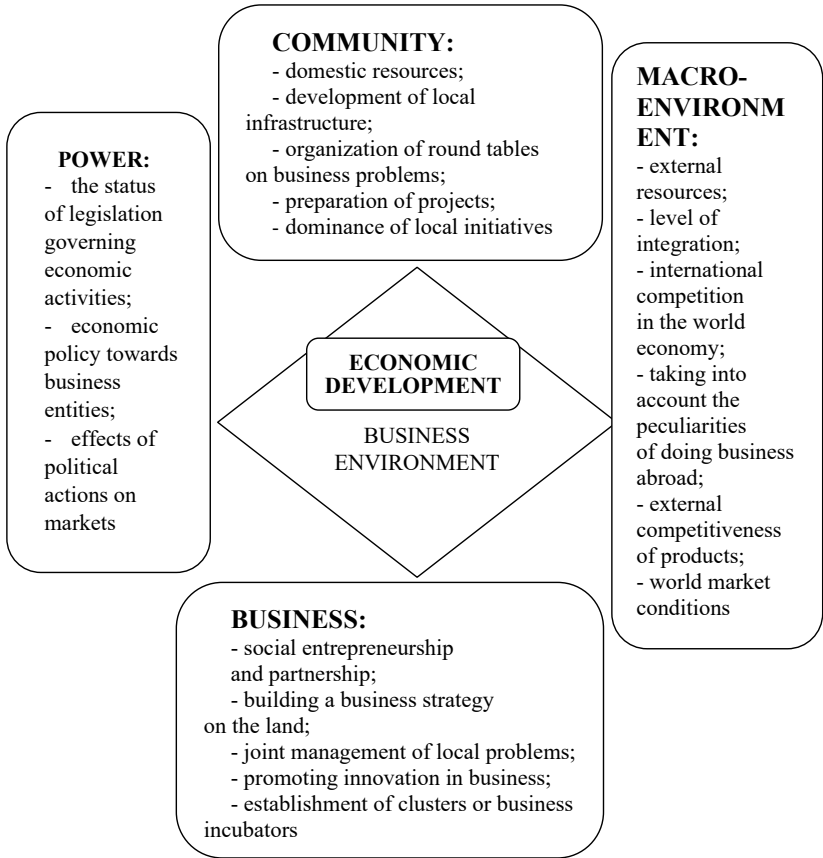 COMMUNITY:
- domestic resources;
- development of local
infrastructure;
- organization of round tables
on business problems;
- preparation of projects;
- dominance of local initiatives
POWER:
- the status
of legislation
governing
economic
activities;
- economic
policy towards
business
entities;
- effects of
political
actions on
markets
ECONOMIC
DEVELOPMENT
BUSINESS
ENVIRONMENT
MACRO-
ENVIRONM
ENT:
- external
resources;
- level of
integration;
- international
competition
in the world
economy;
- taking into
account the
peculiarities
of doing business
abroad;
- external
competitiveness
of products;
- world market
conditions
BUSINESS:
- social entrepreneurship
and partnership;
- building a business strategy
on the land;
- joint management of local problems;
- promoting innovation in business;
- establishment of clusters or business
incubators